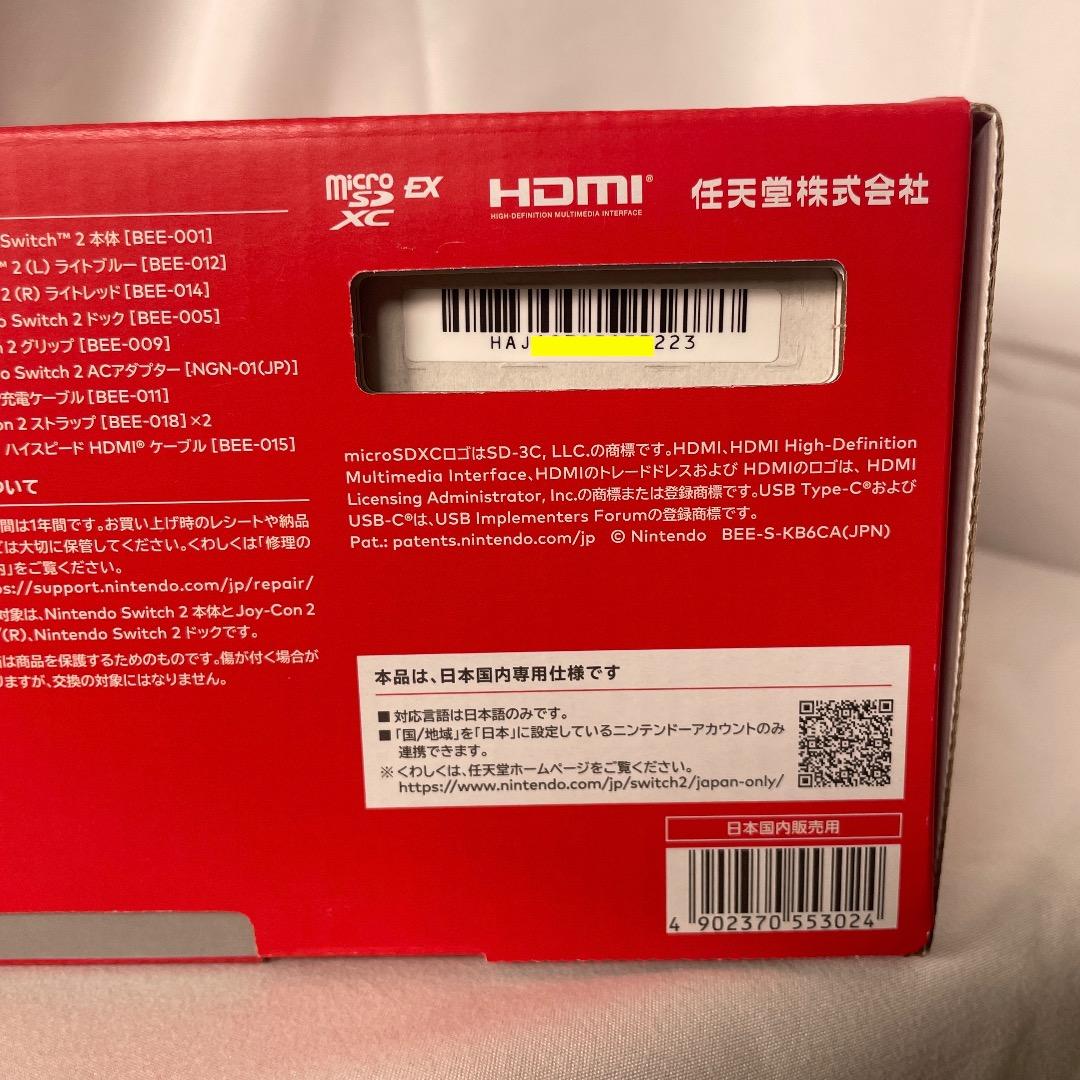 Switch™ 2 本体 [BEE-001]
™ 2 (L) ライトブルー [BEE-012]
2 (R) ライトレッド [BEE-014]
o Switch 2 ドック [BEE-005]
n 2 グリップ [BEE-009]
o Switch 2 ACアダプター [NGN-01(JP)]
充電ケーブル [BEE-011]
on 2 ストラップ [BEE-018] ×2
ハイスピード HDMI® ケーブル [BEE-015]
ついて
間は1年間です。お買い上げ時のレシートや納品
は大切に保管してください。くわしくは「修理の
内」をご覧ください。
ps://support.nintendo.com/jp/repair/
対象は、Nintendo Switch 2 本体とJoy-Con 2
/(R)、Nintendo Switch 2 ドックです。
は商品を保護するためのものです。傷が付く場合が
りますが、交換の対象にはなりません。
micro SD XC EX
HDMI®
HIGH-DEFINITION MULTIMEDIA INTERFACE
任天堂株式会社
HAJ 223
microSDXCロゴはSD-3C, LLC.の商標です。HDMI、HDMI High-Definition
Multimedia Interface、HDMIのトレードドレスおよび HDMIのロゴは、HDMI
Licensing Administrator, Inc.の商標または登録商標です。USB Type-C®および
USB-C®は、USB Implementers Forumの登録商標です。
Pat.: patents.nintendo.com/jp © Nintendo BEE-S-KB6CA(JPN)
本品は、日本国内専用仕様です
■ 対応言語は日本語のみです。
■ 「国/地域」を「日本」に設定しているニンテンドーアカウントのみ
連携できます。
※ くわしくは、任天堂ホームページをご覧ください。
https://www.nintendo.com/jp/switch2/japan-only/
日本国内販売用
4 902370 553024